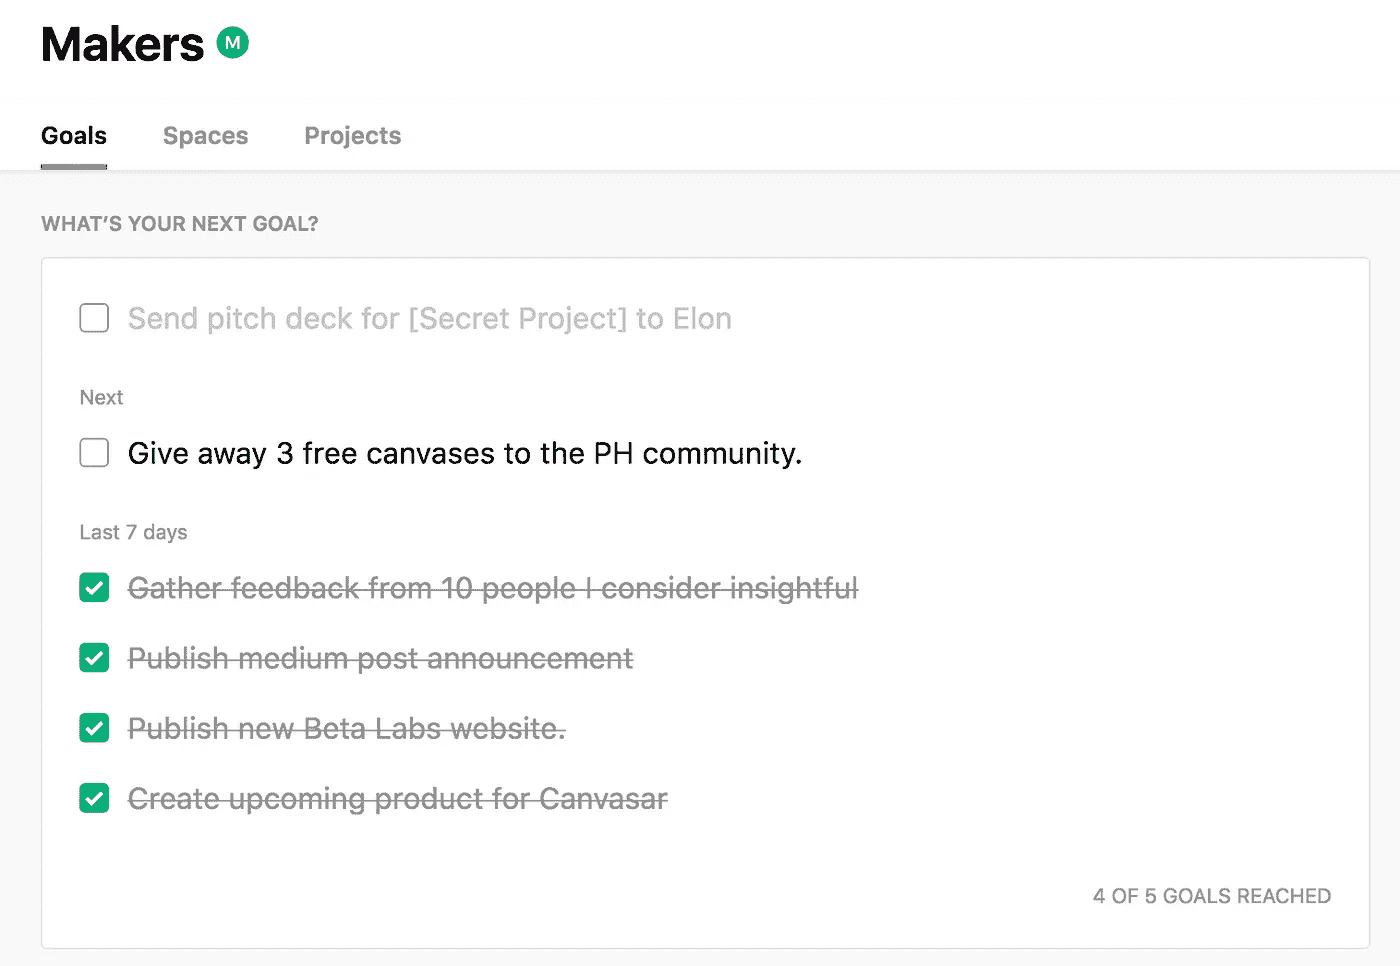 Makers M
Goals Spaces Projects
WHAT'S YOUR NEXT GOAL?
Send pitch deck for [Secret Project] to Elon
Next
Give away 3 free canvases to the PH community.
Last 7 days
Gather feedback from 10 people I consider insightful
Publish medium post announcement
Publish new Beta Labs website.
Create upcoming product for Canvasar
4 OF 5 GOALS REACHED